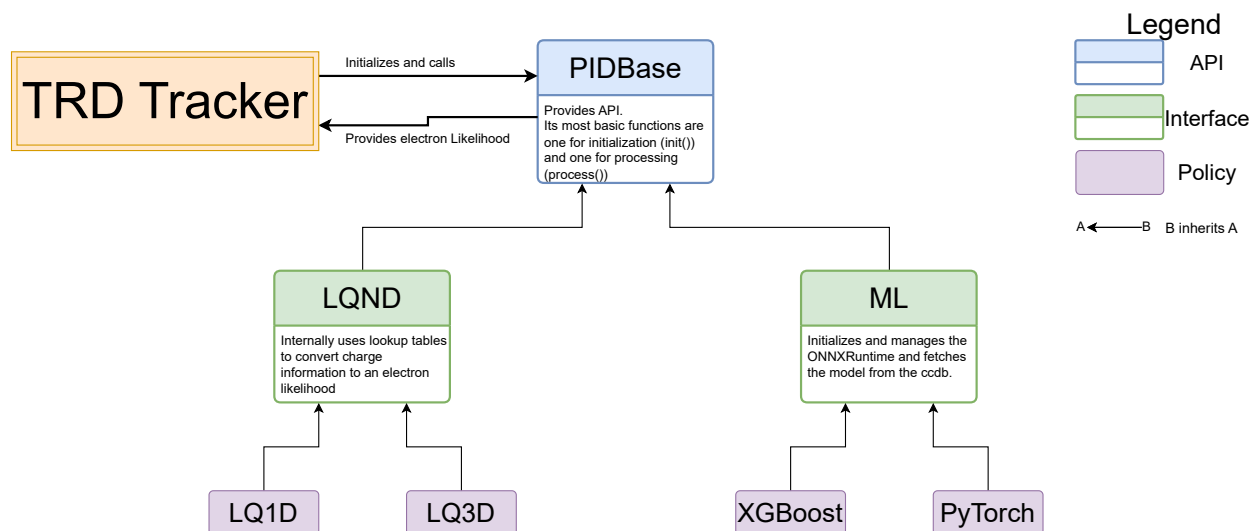 Legend
API
Interface
Policy
A
B
B inherits A
TRD Tracker
Initializes and calls
Provides electron Likelihood
PIDBase
Provides API.
Its most basic functions are
one for initialization (init())
and one for processing
(process())
LQND
Internally uses lookup tables
to convert charge
information to an electron
likelihood
ML
Initializes and manages the
ONNXRuntime and fetches
the model from the ccdb.
LQ1D
LQ3D
XGBoost
PyTorch